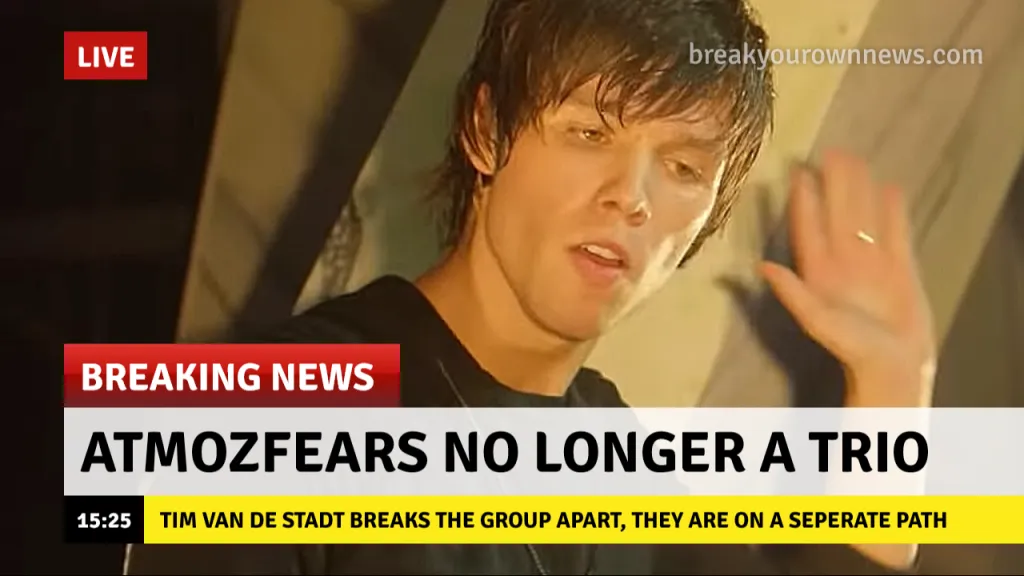 LIVE
breakyourownnews.com
BREAKING NEWS
ATMOZFEARS NO LONGER A TRIO
15:25
TIM VAN DE STADT BREAKS THE GROUP APART, THEY ARE ON A SEPERATE PATH